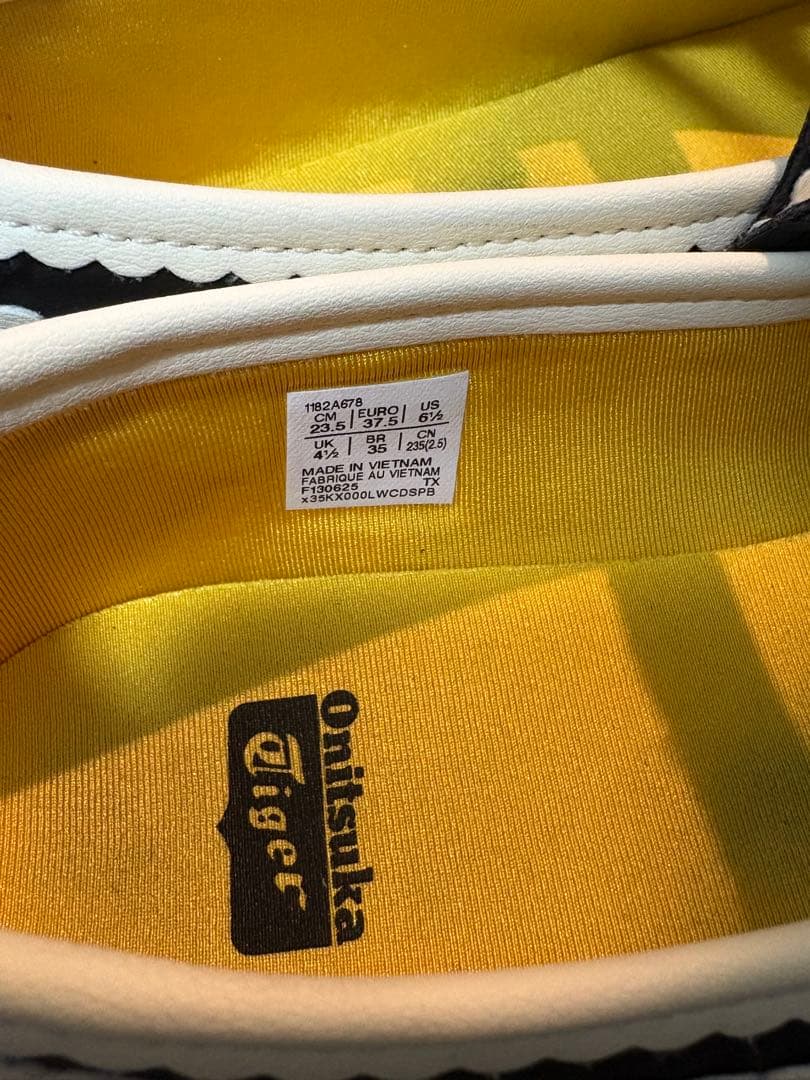 1182A678
CM 23.5 | EURO 37.5 | US 6½
UK 4½ | BR 35 | CN 235(2.5)
MADE IN VIETNAM
FABRIQUE AU VIETNAM
F130625 TX
x35KX000LWCDSPB
Onitsuka
Tiger